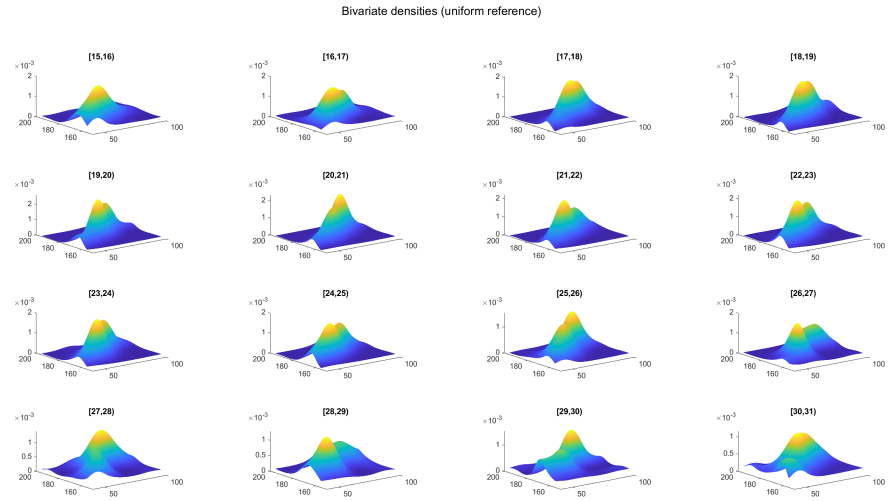 Bivariate densities (uniform reference)
[15,16) [16,17) [17,18) [18,19)
×10⁻³ ×10⁻³ ×10⁻³ ×10⁻³
2 2 2 2
1 1 1 1
0 0 0 0
200 180 160 50 100 200 180 160 50 100 200 180 160 50 100 200 180 160 50 100
[19,20) [20,21) [21,22) [22,23)
×10⁻³ ×10⁻³ ×10⁻³ ×10⁻³
2 2 2 2
1 1 1 1
0 0 0 0
200 180 160 50 100 200 180 160 50 100 200 180 160 50 100 200 180 160 50 100
[23,24) [24,25) [25,26) [26,27)
×10⁻³ ×10⁻³ ×10⁻³ ×10⁻³
2 2 2
1 1 1 1
0 0 0 0
200 180 160 50 100 200 180 160 50 100 200 180 160 50 100 200 180 160 50 100
[27,28) [28,29) [29,30) [30,31)
×10⁻³ ×10⁻³ ×10⁻³ ×10⁻³
1 1 1 1
0.5 0.5 0.5
0 0 0 0
200 180 160 50 100 200 180 160 50 100 200 180 160 50 100 200 180 160 50 100